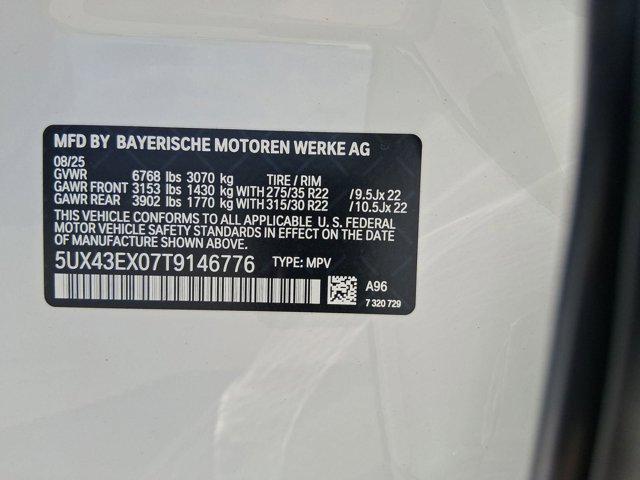 MFD BY BAYERISCHE MOTOREN WERKE AG
08/25
GVWR 6768 lbs 3070 kg TIRE / RIM
GAWR FRONT 3153 lbs 1430 kg WITH 275/35 R22 /9.5Jx 22
GAWR REAR 3902 lbs 1770 kg WITH 315/30 R22 /10.5Jx 22
THIS VEHICLE CONFORMS TO ALL APPLICABLE U. S. FEDERAL
MOTOR VEHICLE SAFETY STANDARDS IN EFFECT ON THE
DATE OF MANUFACTURE SHOWN ABOVE.
5UX43EX07T9146776 TYPE: MPV
A96
7 320 729